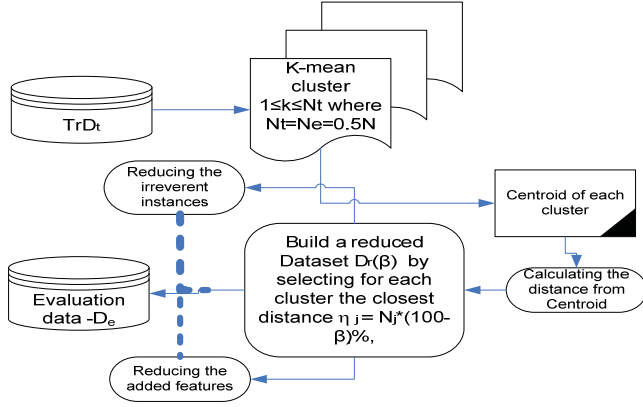 K-mean
cluster
1≤k≤Nt where
Nt=Ne=0.5N
TrDt
Reducing the
irreverent
instances
Centroid of each
cluster
Build a reduced
Dataset Dr(β) by
selecting for each
cluster the closest
distance η j = Nj*(100-
β)%,
Calculating the
distance from
Centroid
Evaluation
data -De
Reducing the
added features